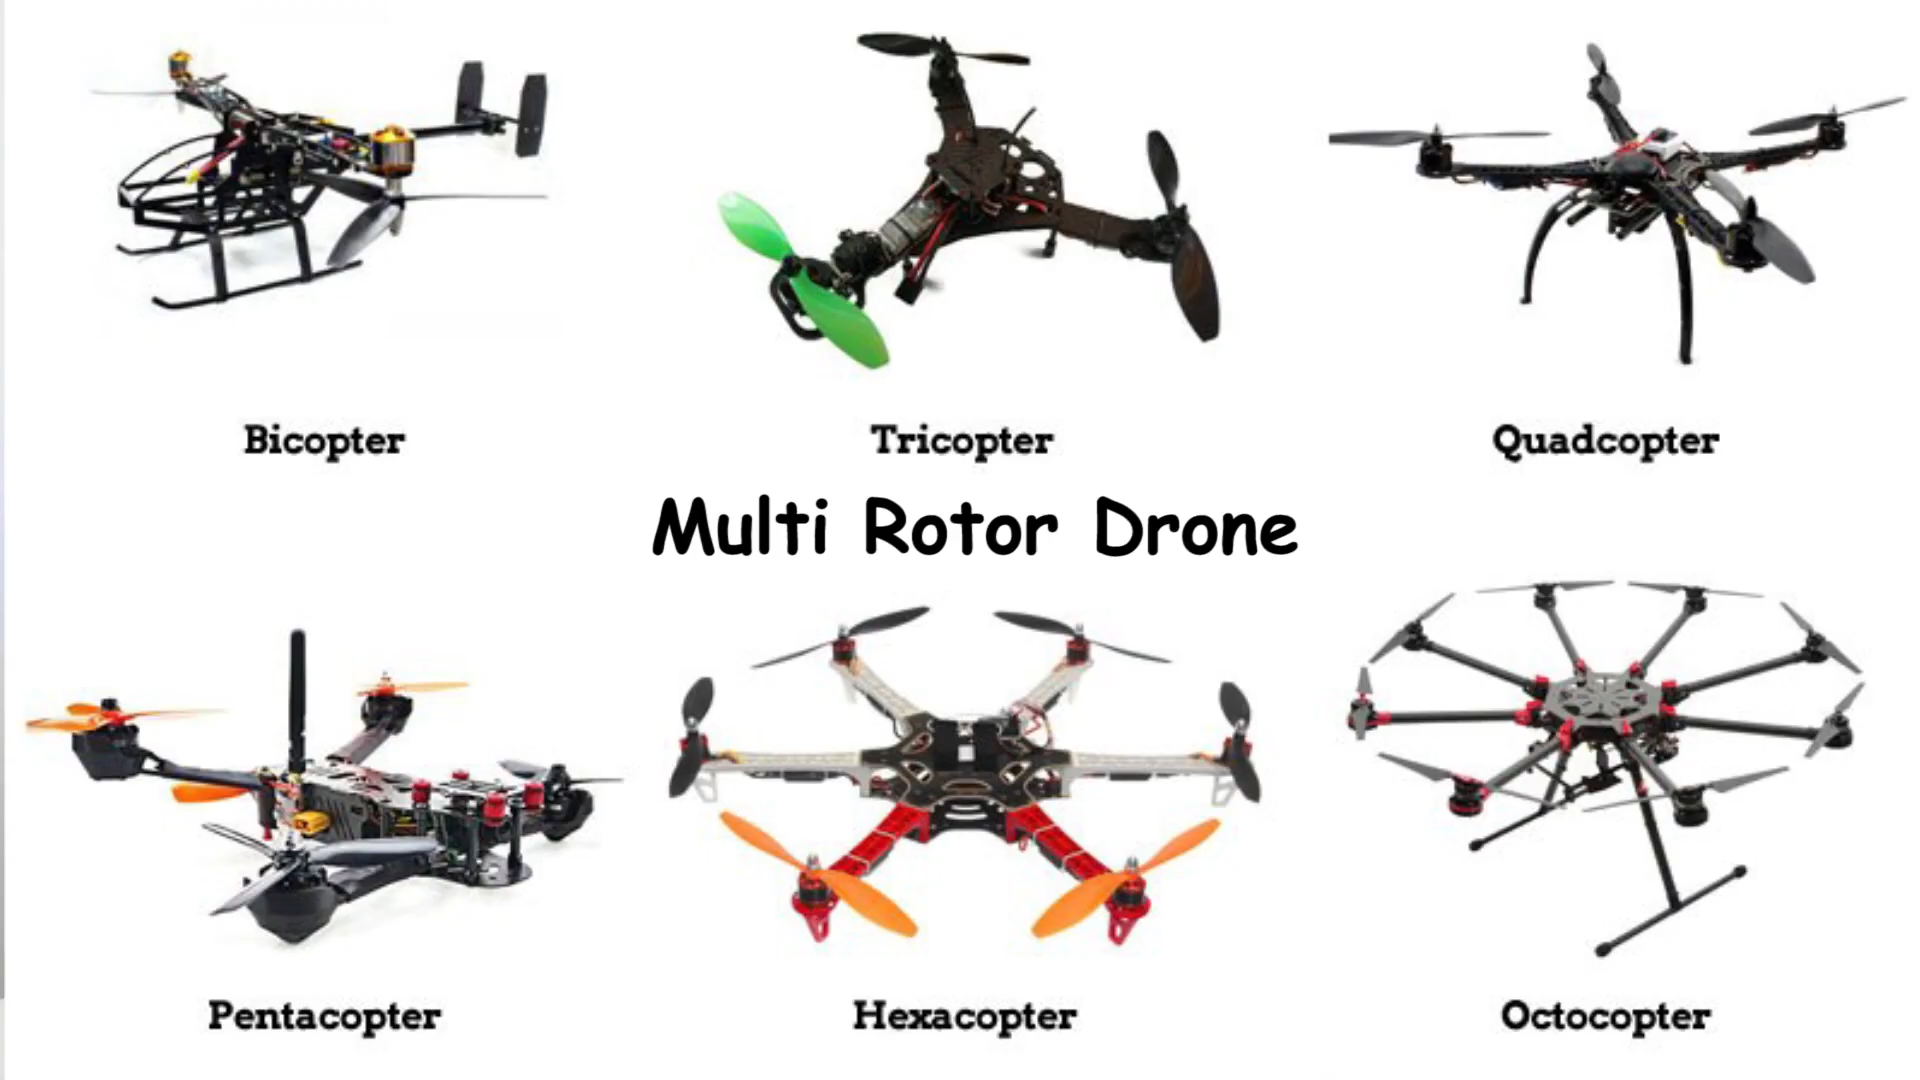 Bicopter
Tricopter
Quadcopter
Multi Rotor Drone
Pentacopter
Hexacopter
Octocopter